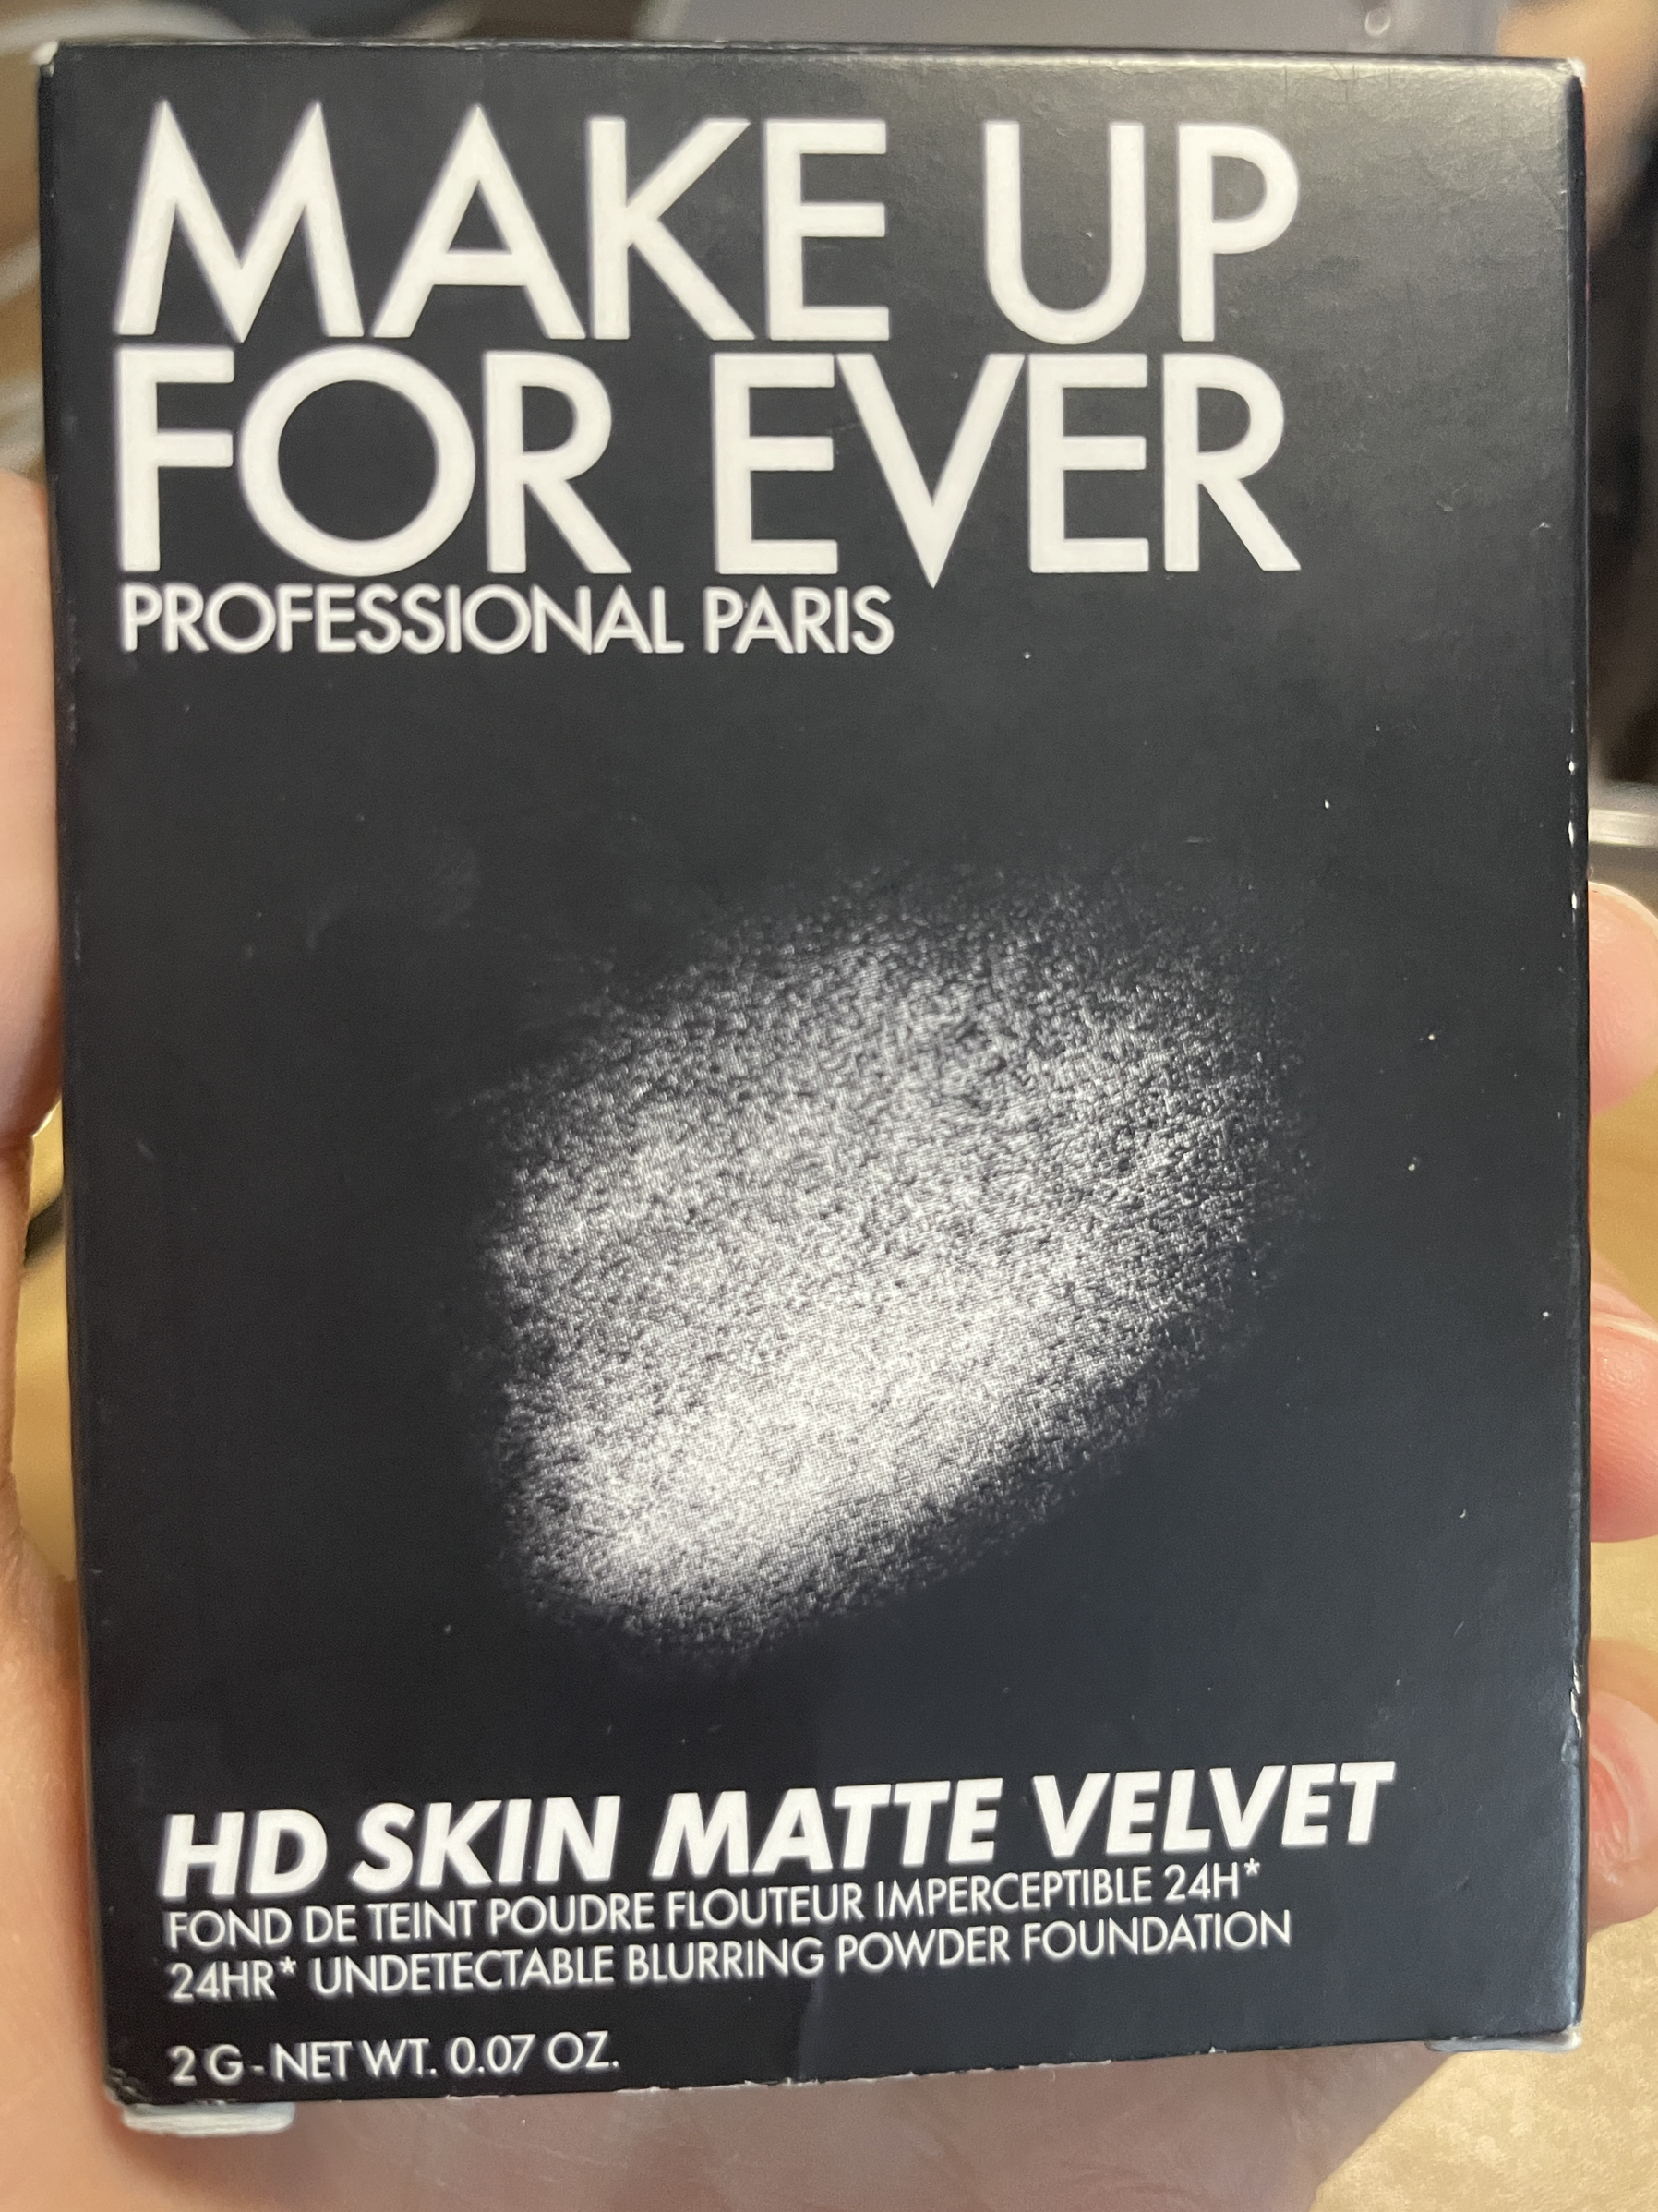 MAKE UP
FOR EVER
PROFESSIONAL PARIS
HD SKIN MATTE VELVET
FOND DE TEINT POUDRE FLOUTEUR IMPERCEPTIBLE 24H*
24HR* UNDETECTABLE BLURRING POWDER FOUNDATION
2 G - NET WT. 0.07 OZ.